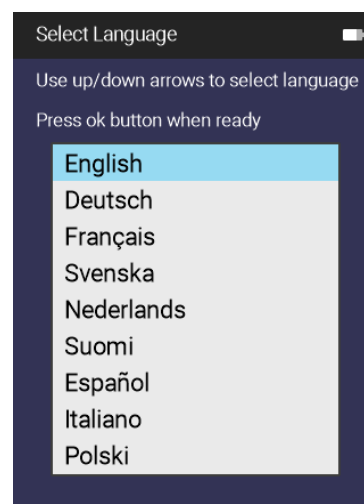 Select Language
Use up/down arrows to select language
Press ok button when ready
English
Deutsch
Français
Svenska
Nederlands
Suomi
Español
Italiano
Polski